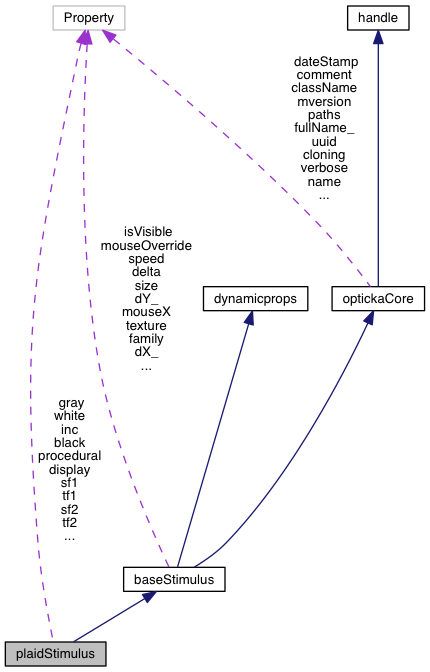 Property
handle
dateStamp
comment
className
mversion
paths
fullName_
uuid
cloning
verbose
name
...
isVisible
mouseOverride
speed
delta
size
dY_
mouseX
texture
family
dX_
...
dynamicprops
optickaCore
gray
white
inc
black
procedural
display
sf1
tf1
sf2
tf2
...
baseStimulus
plaidStimulus